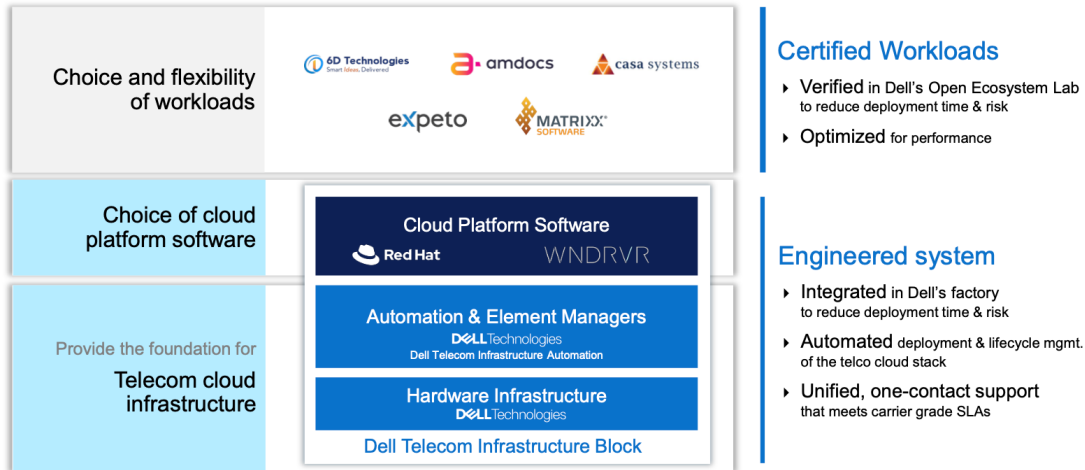 Choice and flexibility
of workloads
6D Technologies
Smart Ideas, Delivered
amdocs
casa systems
expeto
MATRIXX®
SOFTWARE
Certified Workloads
Verified in Dell's Open Ecosystem Lab
to reduce deployment time & risk
Optimized for performance
Choice of cloud
platform software
Cloud Platform Software
Red Hat
WNDRVR
Provide the foundation for
Telecom cloud
infrastructure
Automation & Element Managers
DELLTechnologies
Dell Telecom Infrastructure Automation
Hardware Infrastructure
DELLTechnologies
Dell Telecom Infrastructure Block
Engineered system
Integrated in Dell's factory
to reduce deployment time & risk
Automated deployment & lifecycle mgmt.
of the telco cloud stack
Unified, one-contact support
that meets carrier grade SLAs